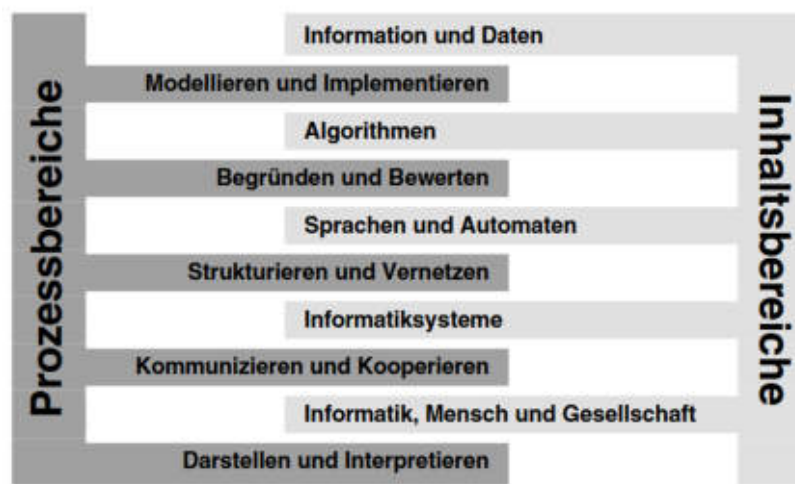 Prozessbereiche
Information und Daten
Modellieren und Implementieren
Algorithmen
Begründen und Bewerten
Sprachen und Automaten
Strukturieren und Vernetzen
Informatiksysteme
Kommunizieren und Kooperieren
Informatik, Mensch und Gesellschaft
Darstellen und Interpretieren
Inhaltsbereiche